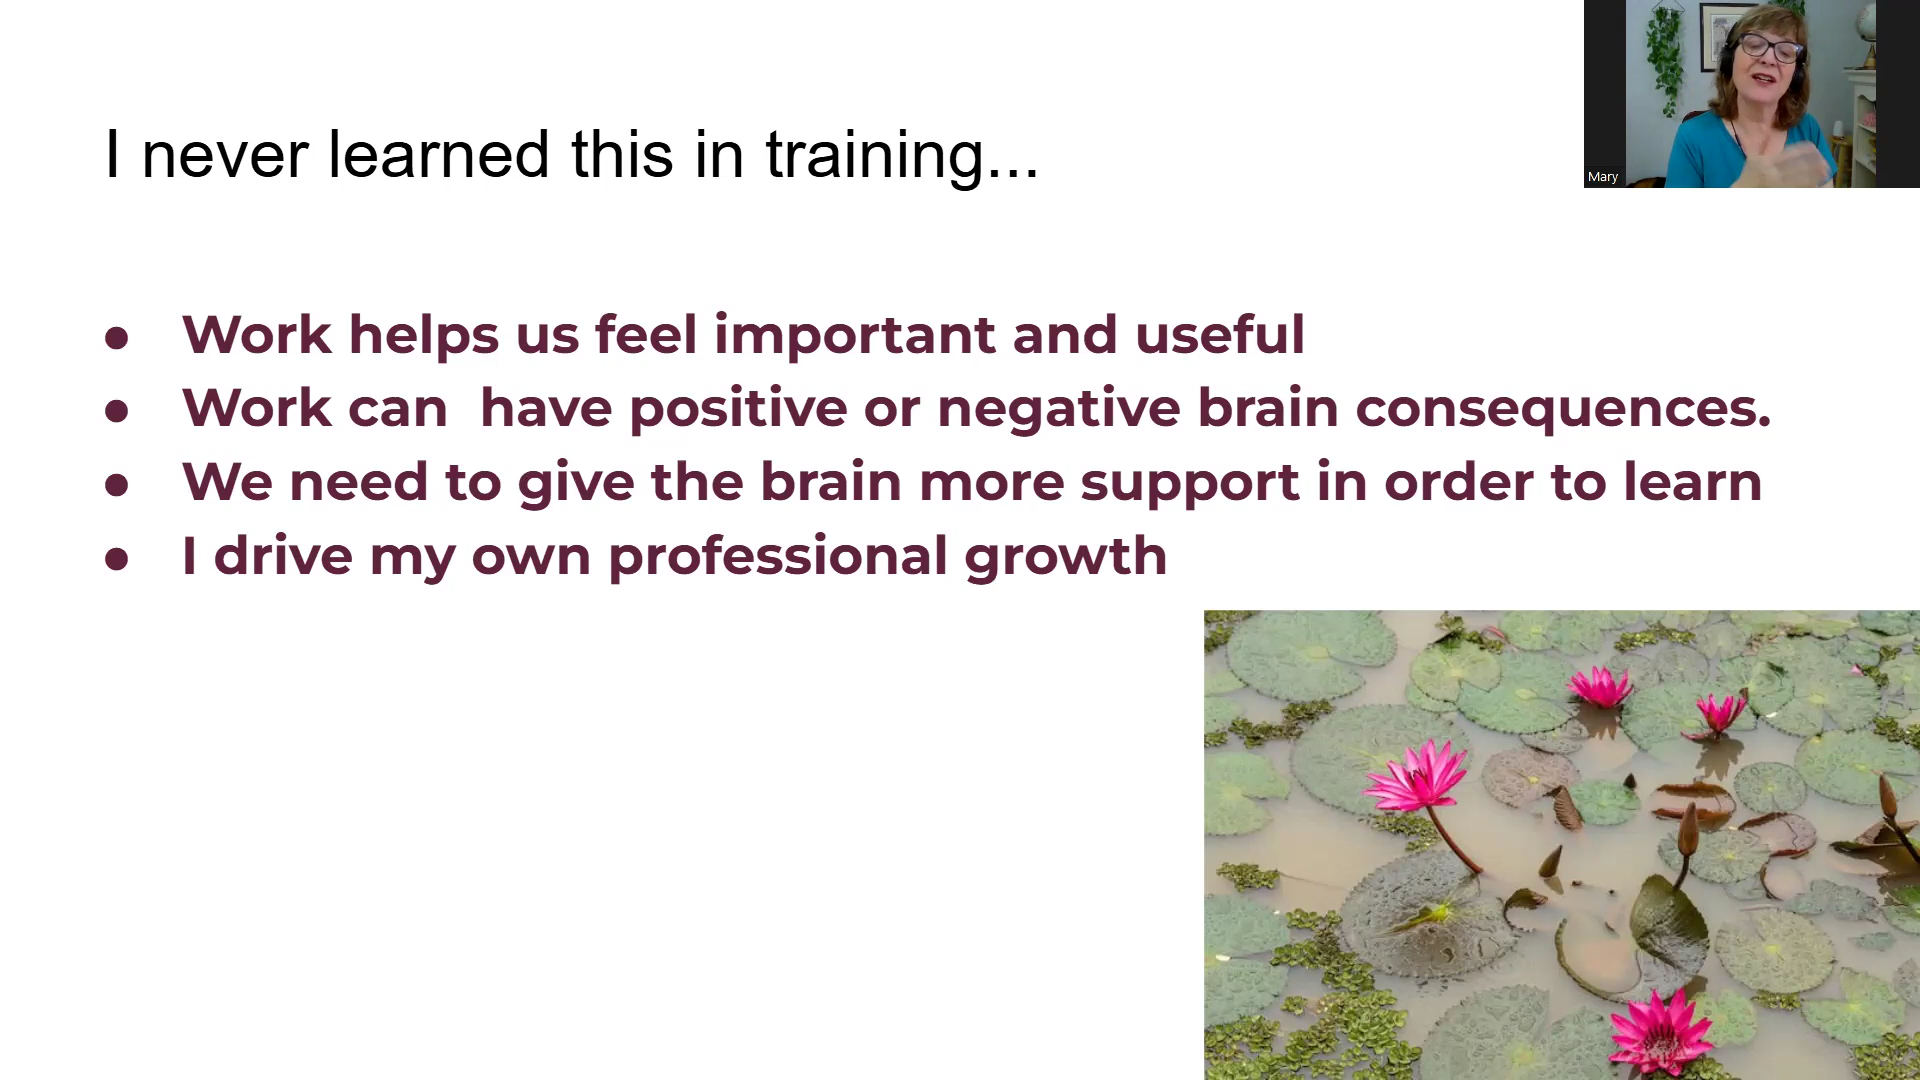 I never learned this in training...
Mary
● Work helps us feel important and useful
● Work can  have positive or negative brain consequences.
● We need to give the brain more support in order to learn
● I drive my own professional growth